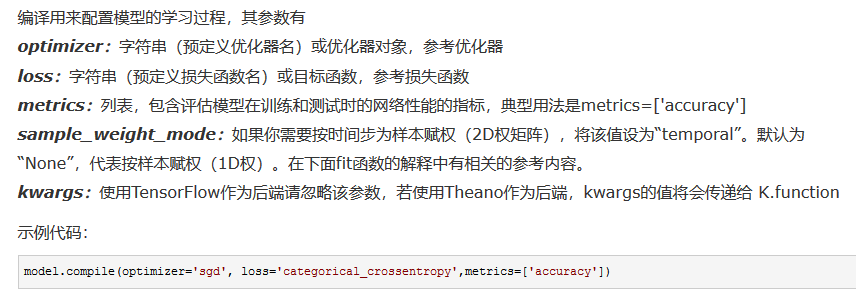 编译用来配置模型的学习过程，其参数有
optimizer：字符串（预定义优化器名）或优化器对象，参考优化器
loss：字符串（预定义损失函数名）或目标函数，参考损失函数
metrics：列表，包含评估模型在训练和测试时的网络性能的指标，典型用法是metrics=['accuracy']
sample_weight_mode：如果你需要按时间步为样本赋权（2D权矩阵），将该值设为“temporal”。默认为
“None”，代表按样本赋权（1D权）。在下面fit函数的解释中有相关的参考内容。
kwargs：使用TensorFlow作为后端请忽略该参数，若使用Theano作为后端，kwargs的值将会传递给 K.function
示例代码：
model.compile(optimizer='sgd', loss='categorical_crossentropy',metrics=['accuracy'])